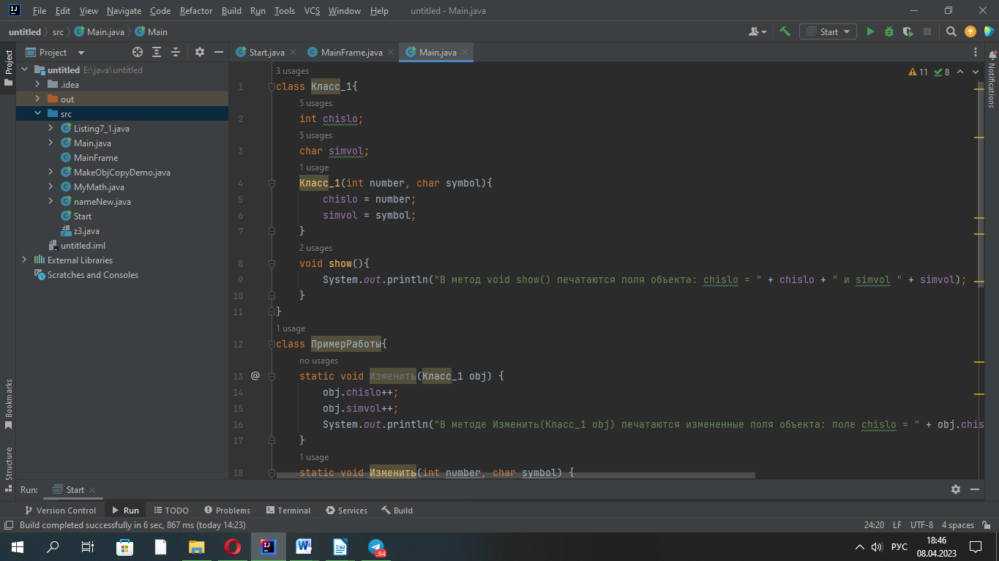 File Edit View Navigate Code Refactor Build Run Tools VCS Window Help untitled - Main.java
untitled src Main.java Main Start
Project
Start.java MainFrame.java Main.java
Project
Notifications
untitled E:\java\untitled
.idea
out
src
Listing7_1.java
Main.java
MainFrame
MakeObjCopyDemo.java
MyMath.java
nameNew.java
Start
z3.java
untitled.iml
External Libraries
Scratches and Consoles
11 8
3 usages
1 class Класс_1{
5 usages
2 int chislo;
5 usages
3 char simvol;
1 usage
4 Класс_1(int number, char symbol){
5 chislo = number;
6 simvol = symbol;
7 }
2 usages
8 void show(){
9 System.out.println("В метод void show() печатаются поля объекта: chislo = " + chislo + " и simvol " + simvol);
10 }
11 }
1 usage
12 class ПримерРаботы{
no usages
13 @ static void Изменить(Класс_1 obj) {
14 obj.chislo++;
15 obj.simvol++;
16 System.out.println("В методе Изменить(Класс_1 obj) печатаются измененные поля объекта: поле chislo = " + obj.chis
17 }
1 usage
18 static void Изменить(int number, char symbol) {
Bookmarks
Structure
Run: Start
Version Control Run TODO Problems Terminal Services Build
Build completed successfully in 6 sec, 867 ms (today 14:23) 24:20 LF UTF-8 4 spaces
94
РУС
18:46
08.04.2023